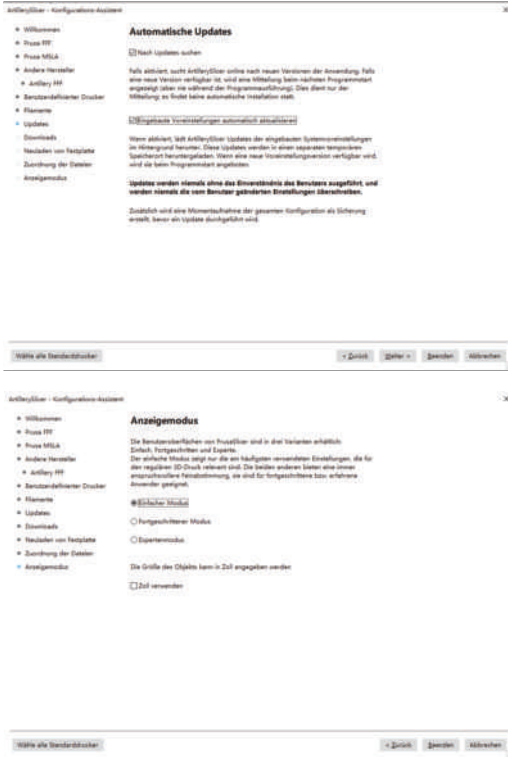 ArtillerySlicer - Konfigurations-Assistent
Willkommen
Prusa FFF
Prusa MSLA
Andere Hersteller
Artillery FFF
Benutzerdefinierter Drucker
Filamente
Updates
Downloads
Neuladen von Festplatte
Zuordnung der Dateien
Anzeigemodus
Automatische Updates
Nach Updates suchen
Falls aktiviert, sucht ArtillerySlicer online nach neuen Versionen der Anwendung. Falls
eine neue Version verfügbar ist, wird eine Mitteilung beim nächsten Programmstart
angezeigt (aber nie während der Programmausführung). Dies dient nur der
Mitteilung; es findet keine automatische Installation statt.
Eingebaute Voreinstellungen automatisch aktualisieren
Wenn aktiviert, lädt ArtillerySlicer Updates der eingebauten Systemvoreinstellungen
im Hintergrund herunter. Diese Updates werden in einen separaten temporären
Speicherort heruntergeladen. Wenn eine neue Voreinstellungsversion verfügbar wird,
wird sie beim Programmstart angeboten.
Updates werden niemals ohne das Einverständnis des Benutzers ausgeführt, und
werden niemals die vom Benutzer geänderten Einstellungen überschreiben.
Zusätzlich wird eine Momentaufnahme der gesamten Konfiguration als Sicherung
erstellt, bevor ein Update durchgeführt wird.
Wähle alle Standarddrucker
< Zurück
Weiter >
Beenden
Abbrechen
ArtillerySlicer - Konfigurations-Assistent
Willkommen
Prusa FFF
Prusa MSLA
Andere Hersteller
Artillery FFF
Benutzerdefinierter Drucker
Filamente
Updates
Downloads
Neuladen von Festplatte
Zuordnung der Dateien
Anzeigemodus
Anzeigemodus
Die Benutzeroberflächen von PrusaSlicer sind in drei Varianten erhältlich:
Einfach, Fortgeschritten und Experte.
Der einfache Modus zeigt nur die am häufigsten verwendeten Einstellungen, die für
den regulären 3D-Druck relevant sind. Die beiden anderen bieten eine immer
anspruchsvollere Feinabstimmung, sie sind für fortgeschrittene bzw. erfahrene
Anwender geeignet.
Einfacher Modus
Fortgeschrittener Modus
Expertenmodus
Die Größe des Objekts kann in Zoll angegeben werden
Zoll verwenden
Wähle alle Standarddrucker
< Zurück
Beenden
Abbrechen